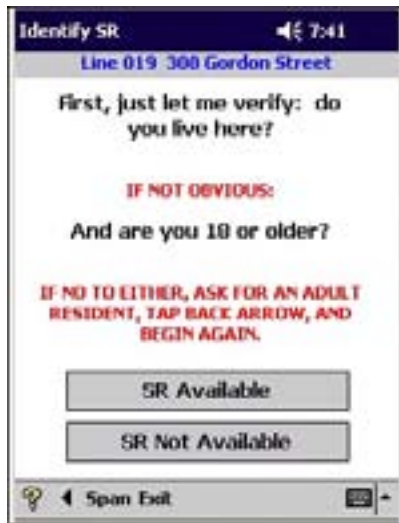 Identify SR 7:41
Line 019 300 Gordon Street
First, just let me verify: do
you live here?
IF NOT OBVIOUS:
And are you 18 or older?
IF NO TO EITHER, ASK FOR AN ADULT
RESIDENT, TAP BACK ARROW, AND
BEGIN AGAIN.
SR Available
SR Not Available
Span Exit